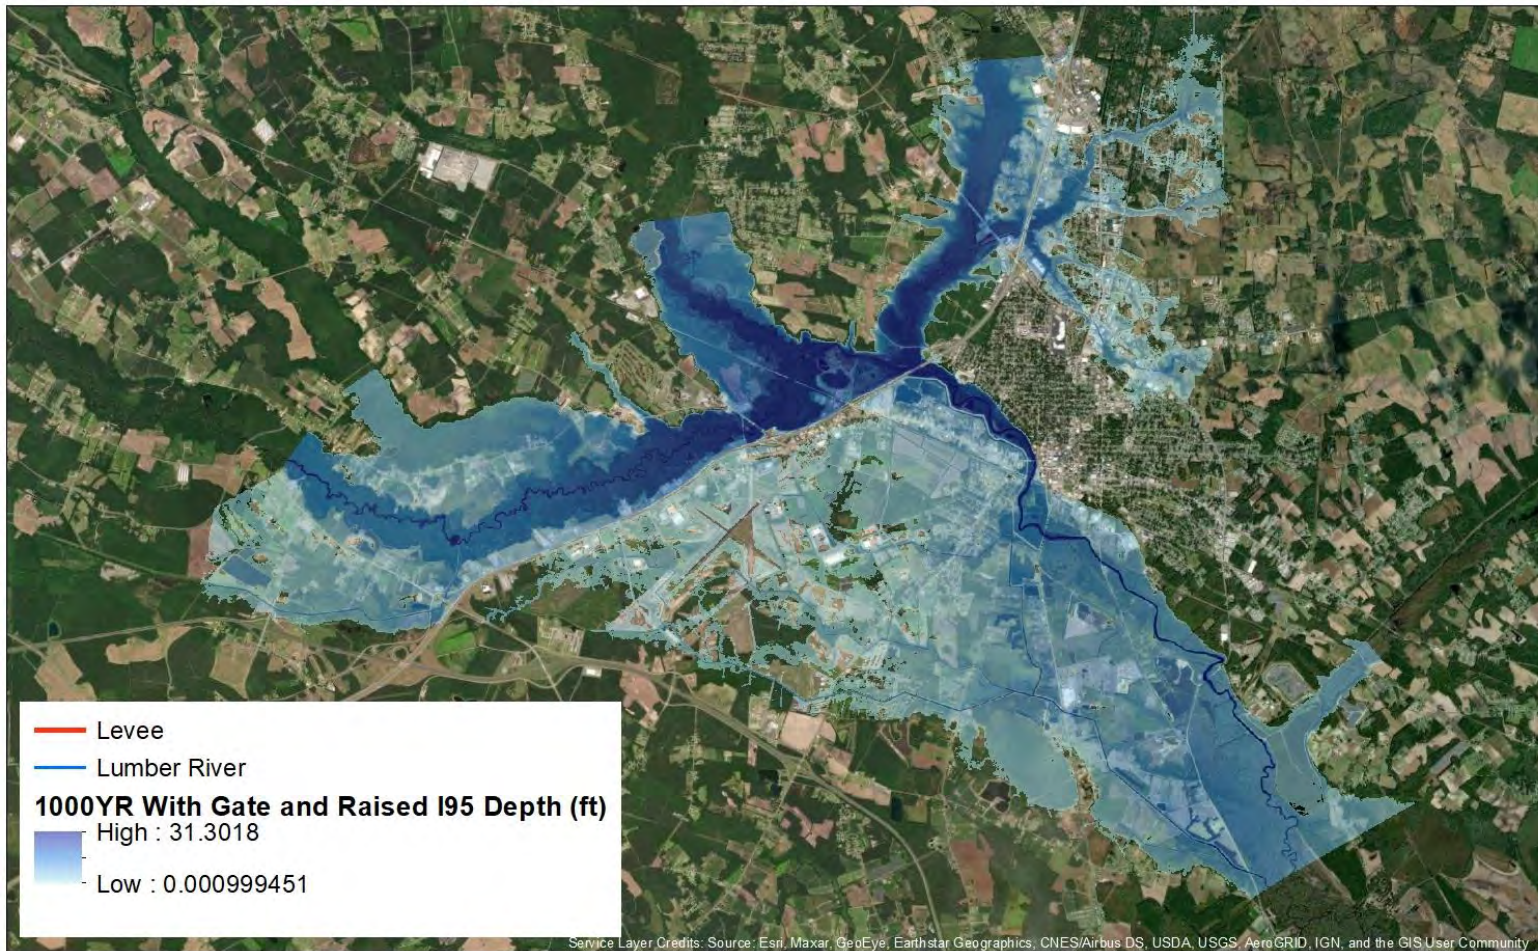 Levee
Lumber River
1000YR With Gate and Raised I95 Depth (ft)
High : 31.3018
Low : 0.000999451
Service Layer Credits: Source: Esri, Maxar, GeoEye, Earthstar Geographics, CNES/Airbus DS, USDA, USGS, AeroGRID, IGN, and the GIS User Community